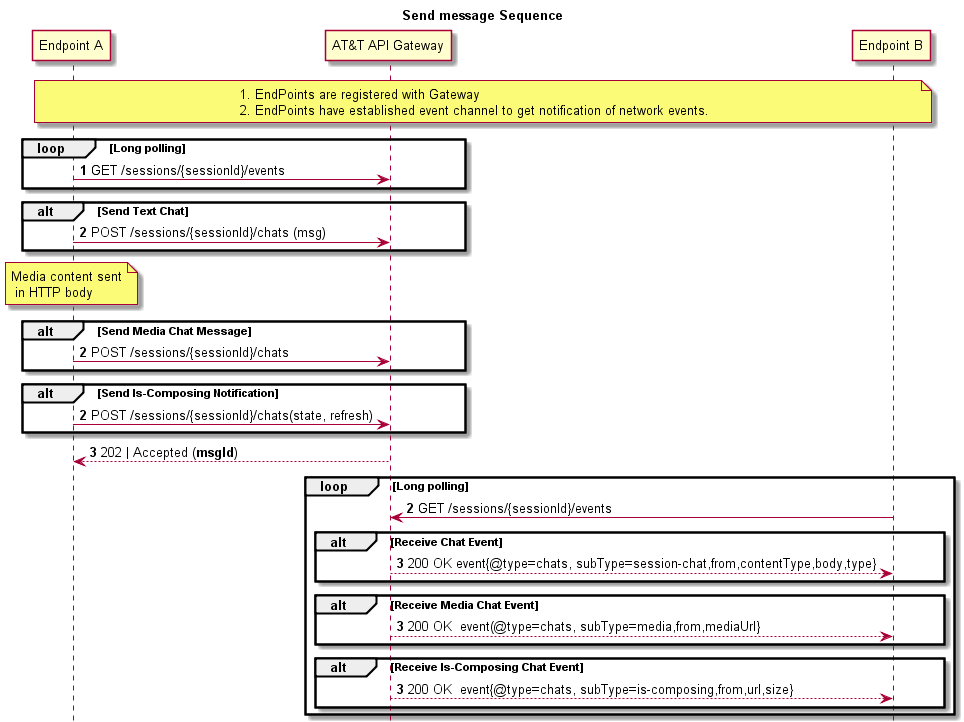 Send message Sequence
Endpoint A
AT&T API Gateway
Endpoint B
1. EndPoints are registered with Gateway
2. EndPoints have established event channel to get notification of network events.
loop [Long polling]
1 GET /sessions/{sessionId}/events
alt [Send Text Chat]
2 POST /sessions/{sessionId}/chats (msg)
Media content sent
in HTTP body
alt [Send Media Chat Message]
2 POST /sessions/{sessionId}/chats
alt [Send Is-Composing Notification]
2 POST /sessions/{sessionId}/chats(state, refresh)
3 202 | Accepted (msgId)
loop [Long polling]
2 GET /sessions/{sessionId}/events
alt [Receive Chat Event]
3 200 OK event{@type=chats, subType=session-chat,from,contentType,body,type}
alt [Receive Media Chat Event]
3 200 OK  event(@type=chats, subType=media,from,mediaUrl}
alt [Receive Is-Composing Chat Event]
3 200 OK  event{@type=chats, subType=is-composing,from,url,size}